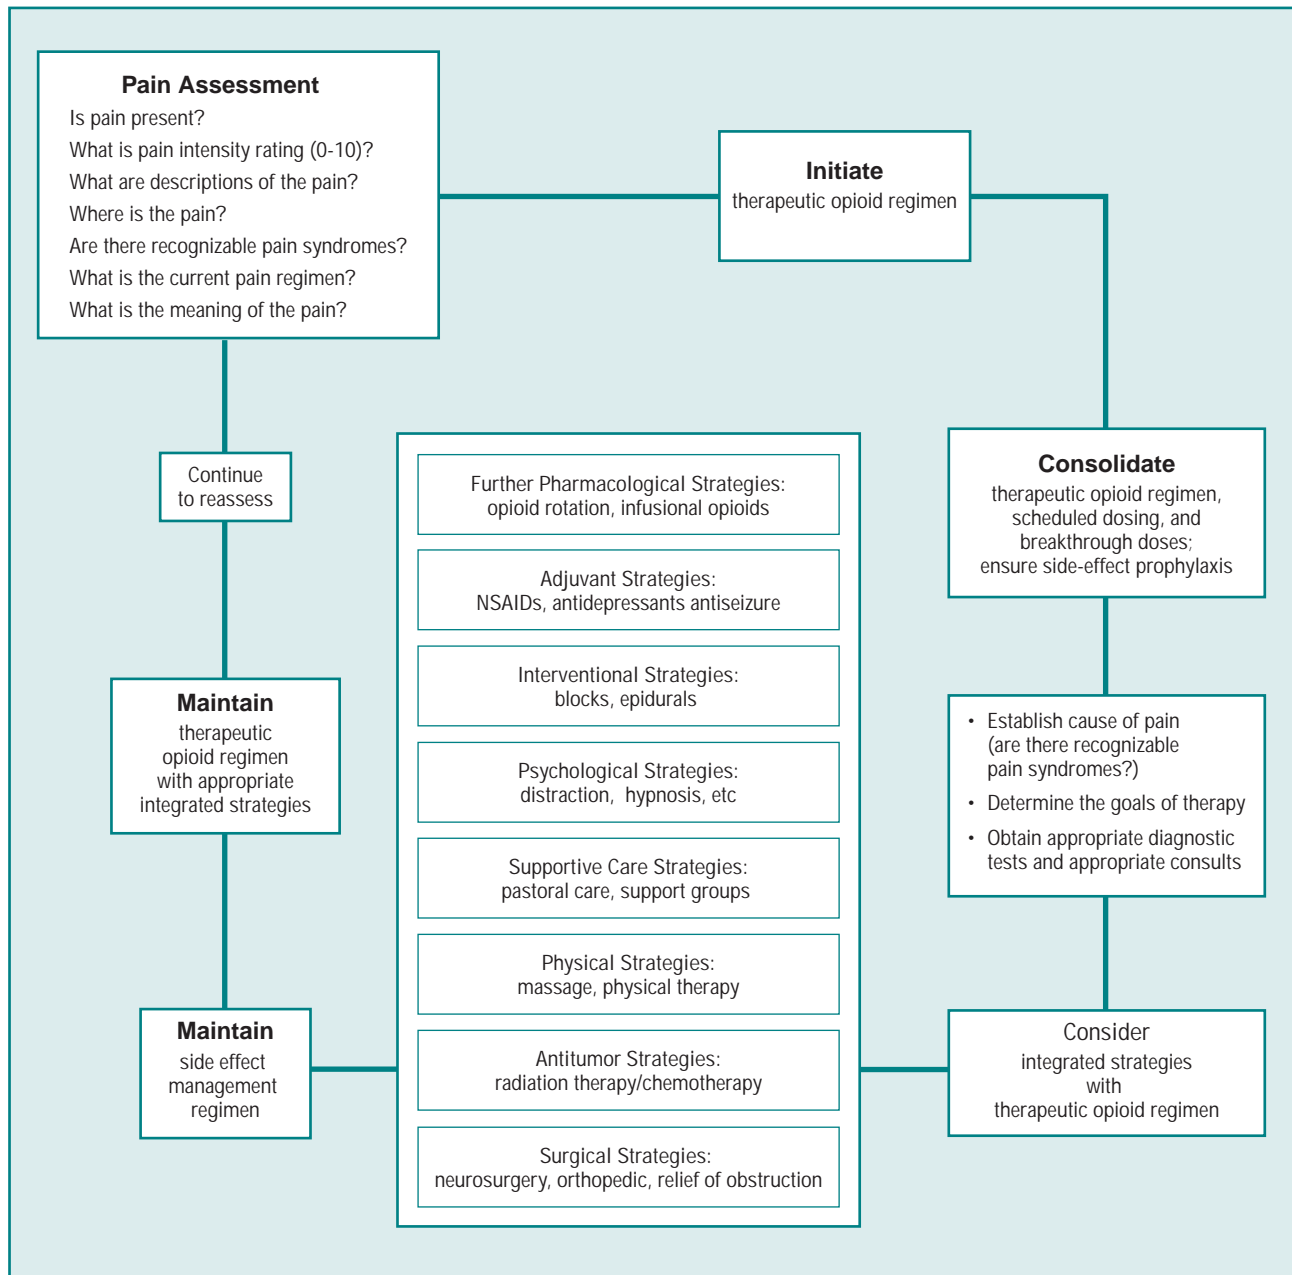 Pain Assessment
Is pain present?
What is pain intensity rating (0-10)?
What are descriptions of the pain?
Where is the pain?
Are there recognizable pain syndromes?
What is the current pain regimen?
What is the meaning of the pain?
Initiate
therapeutic opioid regimen
Consolidate
therapeutic opioid regimen,
scheduled dosing, and
breakthrough doses;
ensure side-effect prophylaxis
• Establish cause of pain
(are there recognizable
pain syndromes?)
• Determine the goals of therapy
• Obtain appropriate diagnostic
tests and appropriate consults
Consider
integrated strategies
with
therapeutic opioid regimen
Further Pharmacological Strategies:
opioid rotation, infusional opioids
Adjuvant Strategies:
NSAIDs, antidepressants antiseizure
Interventional Strategies:
blocks, epidurals
Psychological Strategies:
distraction, hypnosis, etc
Supportive Care Strategies:
pastoral care, support groups
Physical Strategies:
massage, physical therapy
Antitumor Strategies:
radiation therapy/chemotherapy
Surgical Strategies:
neurosurgery, orthopedic, relief of obstruction
Maintain
side effect
management
regimen
Maintain
therapeutic
opioid regimen
with appropriate
integrated strategies
Continue
to reassess